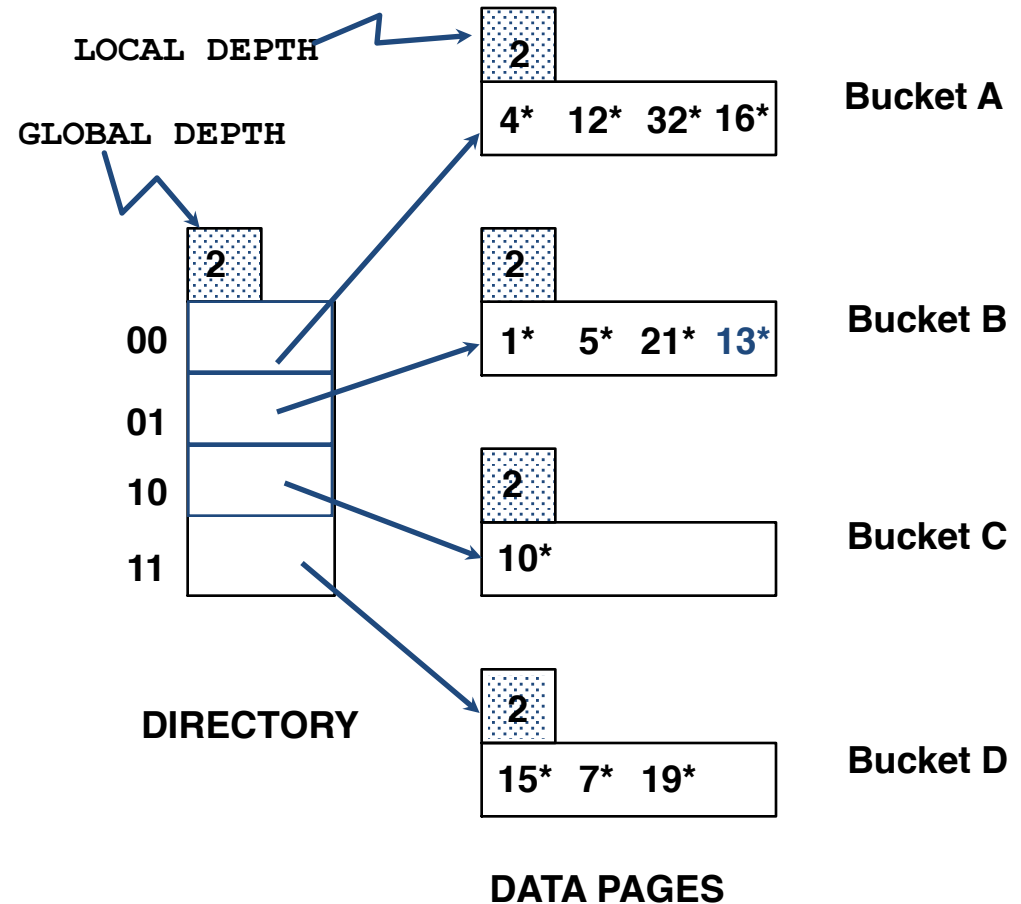 LOCAL DEPTH
2
Bucket A
4* 12* 32* 16*
GLOBAL DEPTH
2
2
00
Bucket B
1* 5* 21* 13*
01
10
2
Bucket C
10*
11
2
DIRECTORY
Bucket D
15* 7* 19*
DATA PAGES